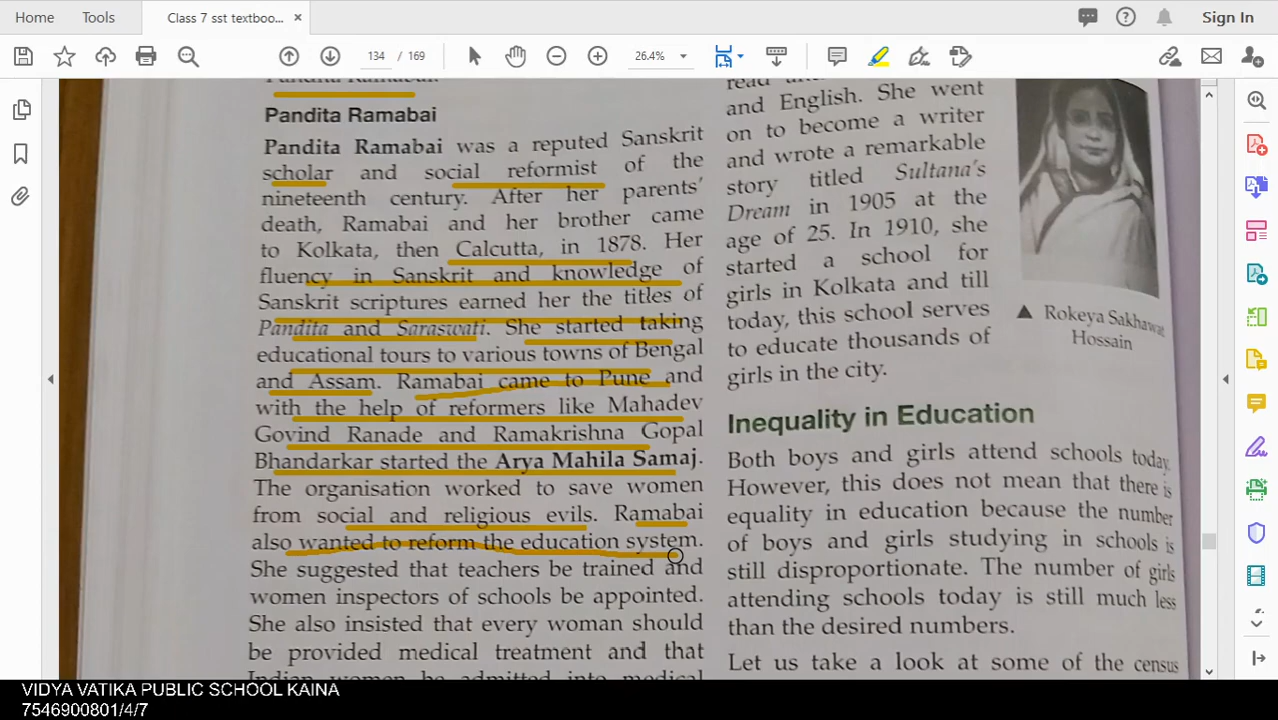 Home
Tools
Class 7 sst textboo...
×
Sign In
134 / 169
26.4%
Pandita Ramabai.
Pandita Ramabai
Pandita Ramabai was a reputed Sanskrit
scholar and social reformist of the
nineteenth century. After her parents'
death, Ramabai and her brother came
to Kolkata, then Calcutta, in 1878. Her
fluency in Sanskrit and knowledge of
Sanskrit scriptures earned her the titles of
Pandita and Saraswati. She started taking
educational tours to various towns of Bengal
and Assam. Ramabai came to Pune and
with the help of reformers like Mahadev
Govind Ranade and Ramakrishna Gopal
Bhandarkar started the Arya Mahila Samaj.
The organisation worked to save women
from social and religious evils. Ramabai
also wanted to reform the education system.
She suggested that teachers be trained and
women inspectors of schools be appointed.
She also insisted that every woman should
be provided medical treatment and that
Indian women be admitted into medical
read
and English. She went
on to become a writer
and wrote a remarkable
story titled Sultana's
Dream in 1905 at the
age of 25. In 1910, she
started a school for
girls in Kolkata and till
today, this school serves
to educate thousands of
girls in the city.
▲ Rokeya Sakhawat
Hossain
Inequality in Education
Both boys and girls attend schools today.
However, this does not mean that there is
equality in education because the number
of boys and girls studying in schools is
still disproportionate. The number of girls
attending schools today is still much less
than the desired numbers.
Let us take a look at some of the census
VIDYA VATIKA PUBLIC SCHOOL KAINA
7546900801/4/7